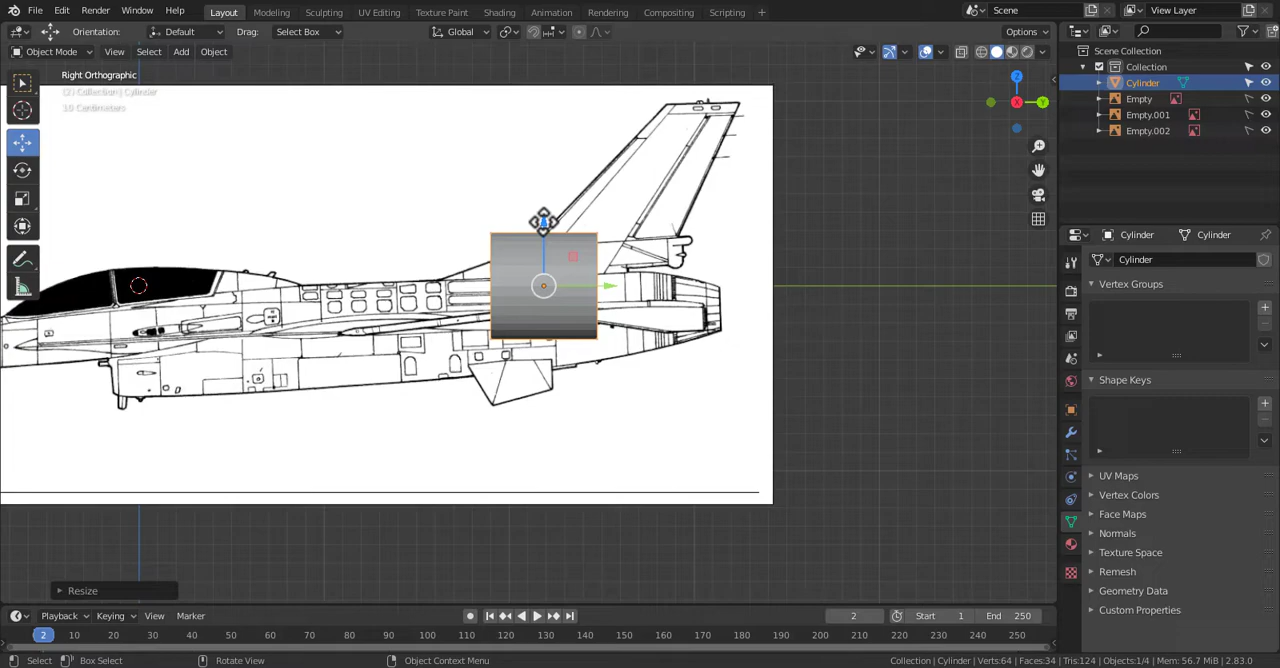 File Edit Render Window Help Layout Modeling Sculpting UV Editing Texture Paint Shading Animation Rendering Compositing Scripting + Scene View Layer
Orientation: Default Drag: Select Box Global Options
Object Mode View Select Add Object
Right Orthographic
(2) Collection | Cylinder
10 Centimeters
Z
X
Y
Resize
Scene Collection
Collection
Cylinder
Empty
Empty.001
Empty.002
Cylinder Cylinder
Cylinder
Vertex Groups
Shape Keys
UV Maps
Vertex Colors
Face Maps
Normals
Texture Space
Remesh
Geometry Data
Custom Properties
Playback Keying View Marker 2 Start 1 End 250
2 10 20 30 40 50 60 70 80 90 100 110 120 130 140 150 160 170 180 190 200 210 220 230 240 250
Select Box Select Rotate View Object Context Menu Collection | Cylinder | Verts:64 | Faces:34 | Tris:124 | Objects:1/4 | Mem: 56.7 MiB | 2.83.0